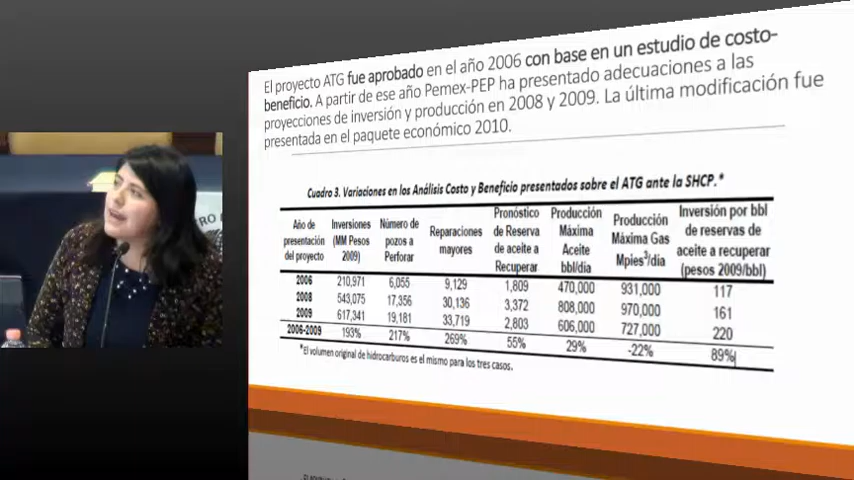 El proyecto ATG fue aprobado en el año 2006 con base en un estudio de costo-
beneficio. A partir de ese año Pemex-PEP ha presentado adecuaciones a las
proyecciones de inversión y producción en 2008 y 2009. La última modificación fue
presentada en el paquete económico 2010.
Cuadro 3. Variaciones en los Análisis Costo y Beneficio presentados sobre el ATG ante la SHCP.*
Año de presentación del proyecto Inversiones (MM Pesos 2009) Número de pozos a Perforar Reparaciones mayores Pronóstico de Reserva de aceite a Recuperar Producción Máxima Aceite bbl/dia Producción Máxima Gas Mpies³/dia Inversión por bbl de reservas de aceite a recuperar (pesos 2009/bbl)
2006 210,971 6,055 9,129 1,809 470,000 931,000 117
2008 543,075 17,356 30,136 3,372 808,000 970,000 161
2009 617,341 19,181 33,719 2,803 606,000 727,000 220
2006-2009 193% 217% 269% 55% 29% -22% 89%
*El volumen original de hidrocarburos es el mismo para los tres casos.